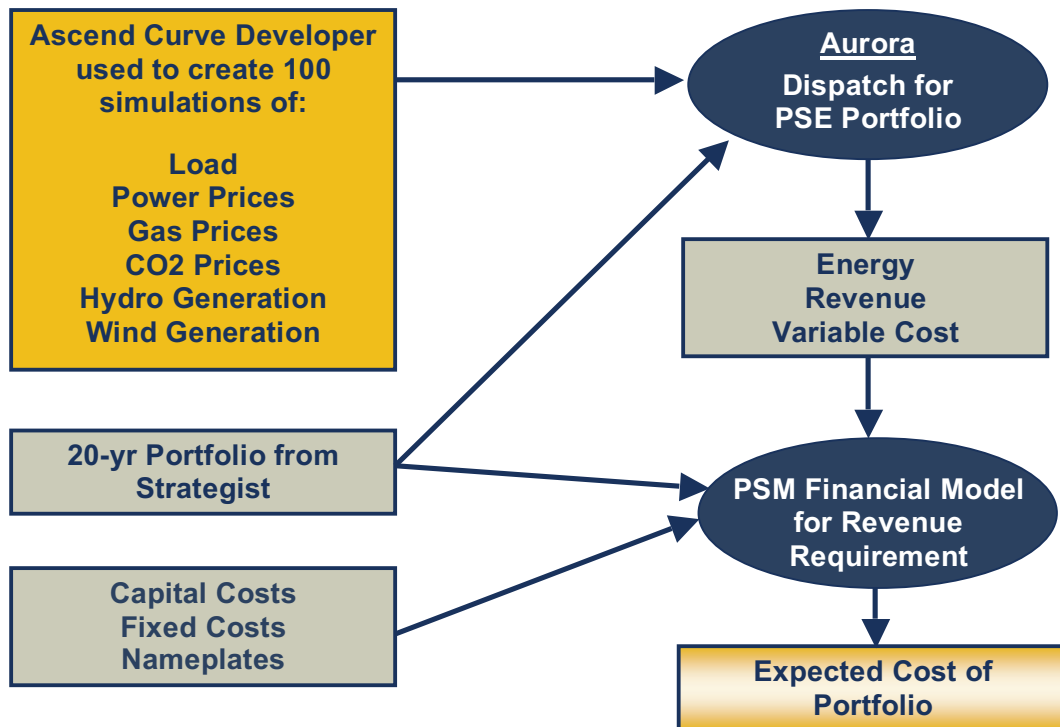 Ascend Curve Developer
used to create 100
simulations of:
Load
Power Prices
Gas Prices
CO2 Prices
Hydro Generation
Wind Generation
20-yr Portfolio from
Strategist
Capital Costs
Fixed Costs
Nameplates
Aurora
Dispatch for
PSE Portfolio
Energy
Revenue
Variable Cost
PSM Financial Model
for Revenue
Requirement
Expected Cost of
Portfolio